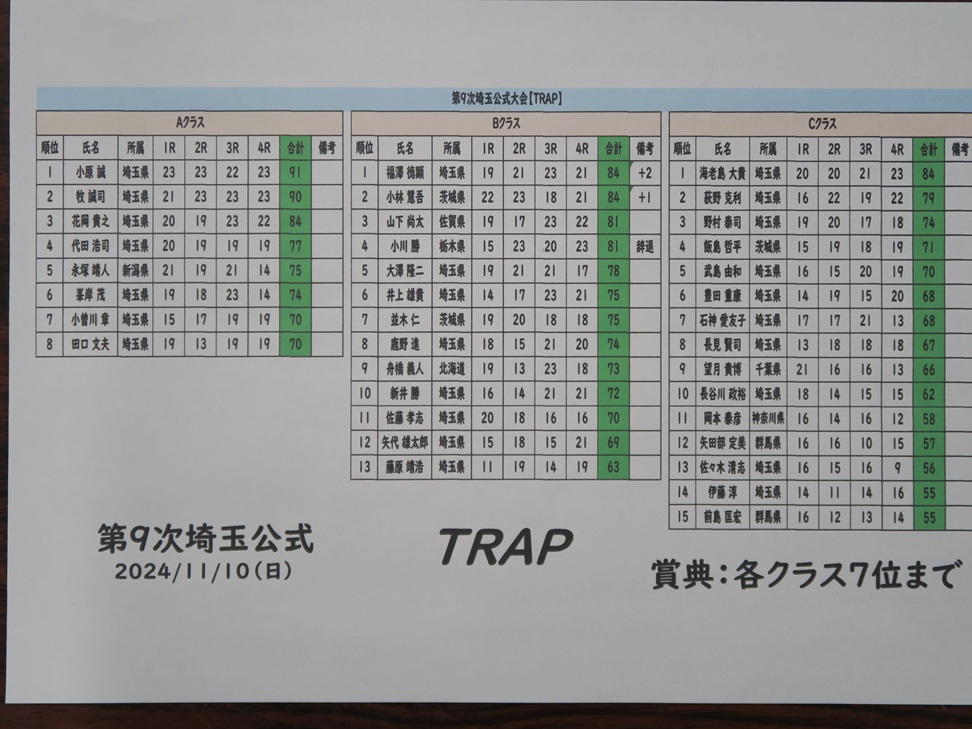 第9次埼玉公式大会【TRAP】
Aクラス
順位 氏名 所属 1R 2R 3R 4R 合計 備考
1 小原 誠 埼玉県 23 23 22 23 91
2 牧 誠司 埼玉県 21 23 23 23 90
3 花岡 貴之 埼玉県 20 19 23 22 84
4 代田 浩司 埼玉県 20 19 19 19 77
5 永塚 靖人 新潟県 21 19 21 14 75
6 峯岸 茂 埼玉県 19 18 23 14 74
7 小曽川 章 埼玉県 15 17 19 19 70
8 田口 文夫 埼玉県 19 13 19 19 70
Bクラス
順位 氏名 所属 1R 2R 3R 4R 合計 備考
1 福澤 徳顕 埼玉県 19 21 23 21 84 +2
2 小林 慧吾 茨城県 22 23 18 21 84 +1
3 山下 尚太 佐賀県 19 17 23 22 81
4 小川 勝 栃木県 15 23 20 23 81 辞退
5 大澤 隆二 埼玉県 19 21 21 17 78
6 井上 雄貴 埼玉県 14 17 23 21 75
7 並木 仁 茨城県 19 20 18 18 75
8 鹿野 進 埼玉県 18 15 21 20 74
9 舟橋 義人 北海道 19 13 23 18 73
10 新井 勝 埼玉県 16 14 21 21 72
11 佐藤 孝志 埼玉県 20 18 16 16 70
12 矢代 雄太郎 埼玉県 15 18 15 21 69
13 藤原 靖浩 埼玉県 11 19 14 19 63
Cクラス
順位 氏名 所属 1R 2R 3R 4R 合計 備考
1 海老島 大貴 埼玉県 20 20 21 23 84
2 荻野 克利 埼玉県 16 22 19 22 79
3 野村 泰司 埼玉県 19 20 17 18 74
4 飯島 哲平 茨城県 15 19 18 19 71
5 武島 由和 埼玉県 16 15 20 19 70
6 豊田 重康 埼玉県 14 19 15 20 68
7 石神 愛友子 埼玉県 17 17 21 13 68
8 長見 賢司 埼玉県 13 18 18 18 67
9 望月 貴博 千葉県 21 16 16 13 66
10 長谷川 政裕 埼玉県 18 14 15 15 62
11 岡本 泰彦 神奈川県 16 14 16 12 58
12 矢田部 定美 群馬県 16 16 10 15 57
13 佐々木 清志 埼玉県 16 15 16 9 56
14 伊藤 淳 埼玉県 14 11 14 16 55
15 前島 匡宏 群馬県 16 12 13 14 55
第9次埼玉公式
2024/11/10(日)
TRAP
賞典:各クラス7位まで